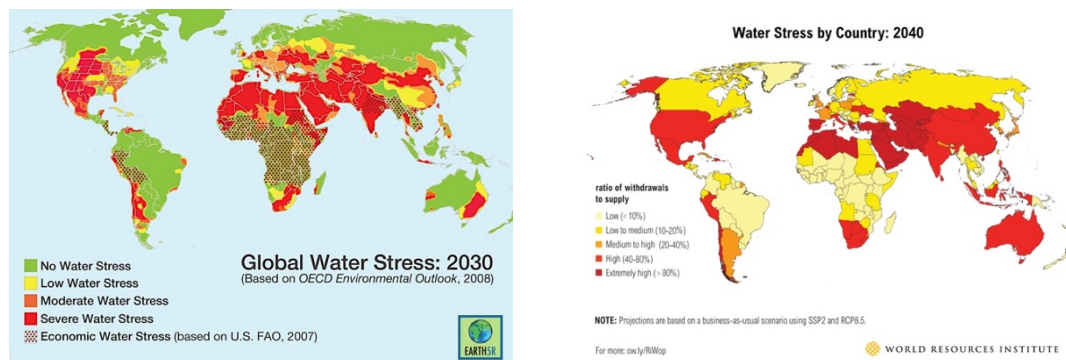 No Water Stress
Low Water Stress
Moderate Water Stress
Severe Water Stress
Economic Water Stress (based on U.S. FAO, 2007)
Global Water Stress: 2030
(Based on OECD Environmental Outlook, 2008)
EARTH5R
Water Stress by Country: 2040
ratio of withdrawals
to supply
Low (< 10%)
Low to medium (10-20%)
Medium to high (20-40%)
High (40-80%)
Extremely high (> 80%)
NOTE: Projections are based on a business-as-usual scenario using SSP2 and RCP8.5.
For more: ow.ly/RiWop
WORLD RESOURCES INSTITUTE